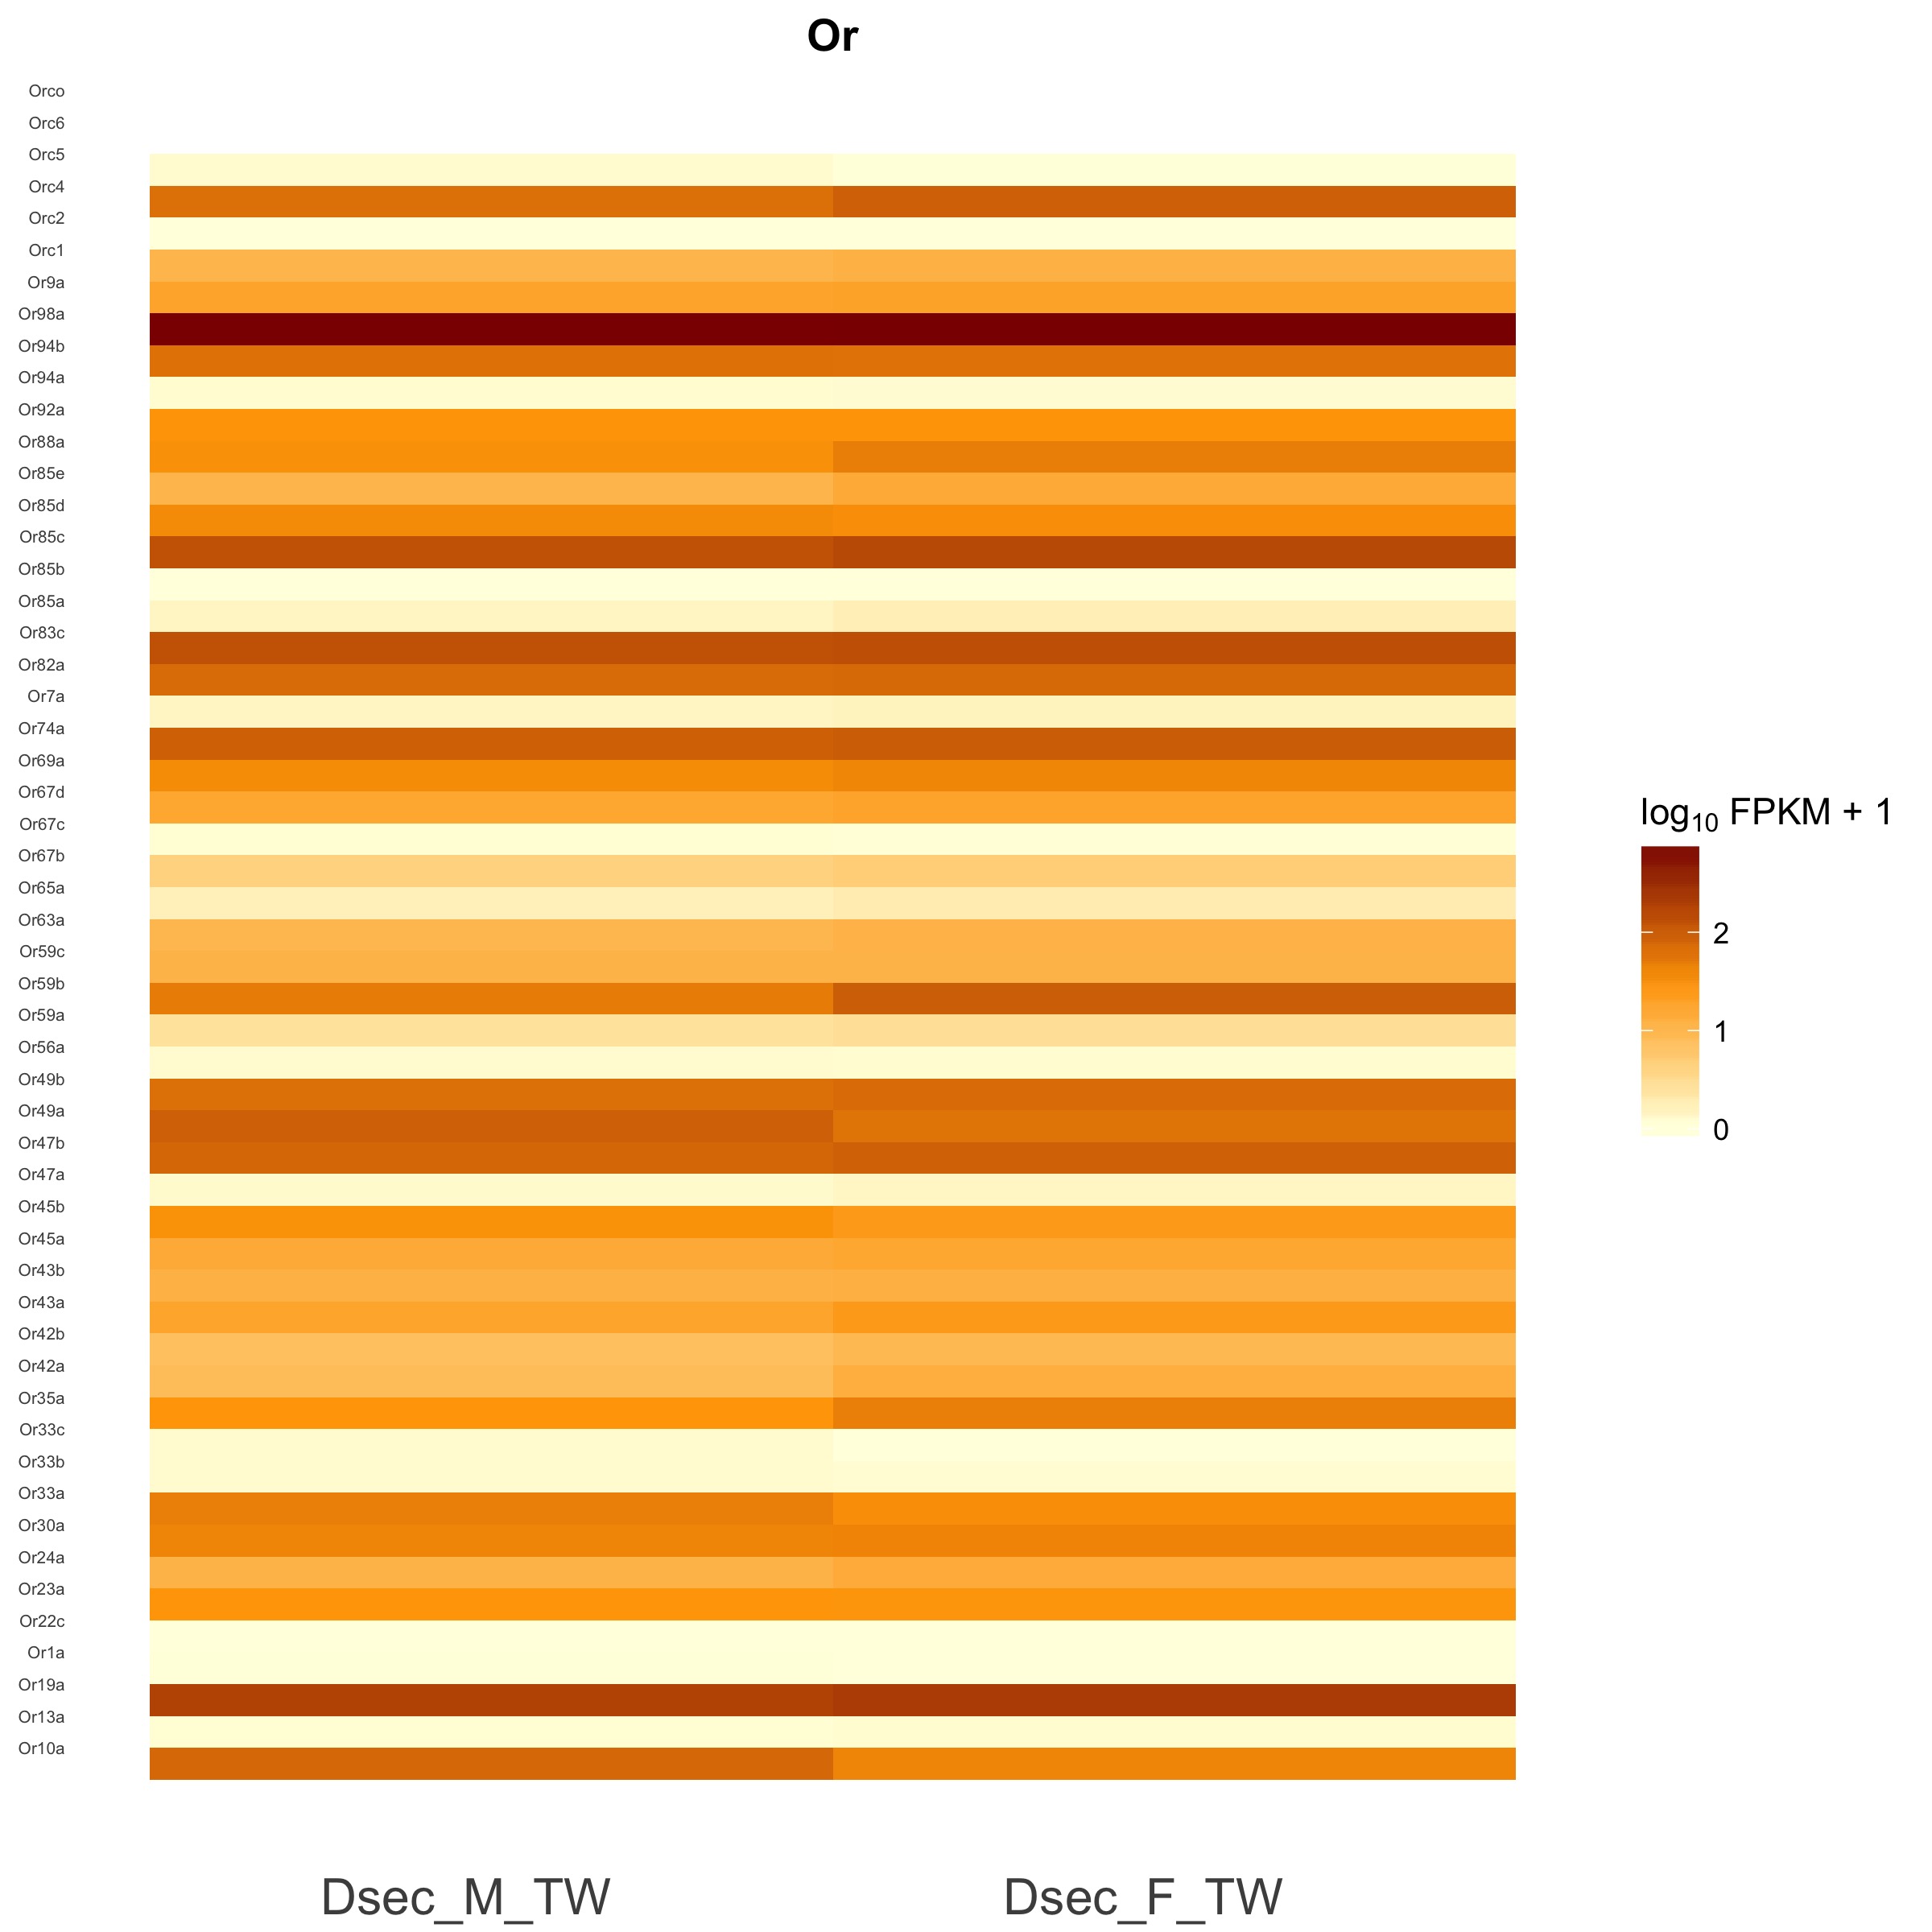 Or
Orco
Orc6
Orc5
Orc4
Orc2
Orc1
Or9a
Or98a
Or94b
Or94a
Or92a
Or88a
Or85e
Or85d
Or85c
Or85b
Or85a
Or83c
Or82a
Or7a
Or74a
Or69a
Or67d
Or67c
Or67b
Or65a
Or63a
Or59c
Or59b
Or59a
Or56a
Or49b
Or49a
Or47b
Or47a
Or45b
Or45a
Or43b
Or43a
Or42b
Or42a
Or35a
Or33c
Or33b
Or33a
Or30a
Or24a
Or23a
Or22c
Or1a
Or19a
Or13a
Or10a
Dsec_M_TW Dsec_F_TW
log₁₀ FPKM + 1
2
1
0